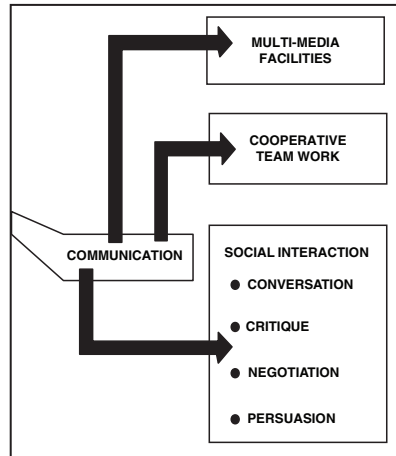 MULTI-MEDIA
FACILITIES
COOPERATIVE
TEAM WORK
COMMUNICATION
SOCIAL INTERACTION
● CONVERSATION
● CRITIQUE
● NEGOTIATION
● PERSUASION